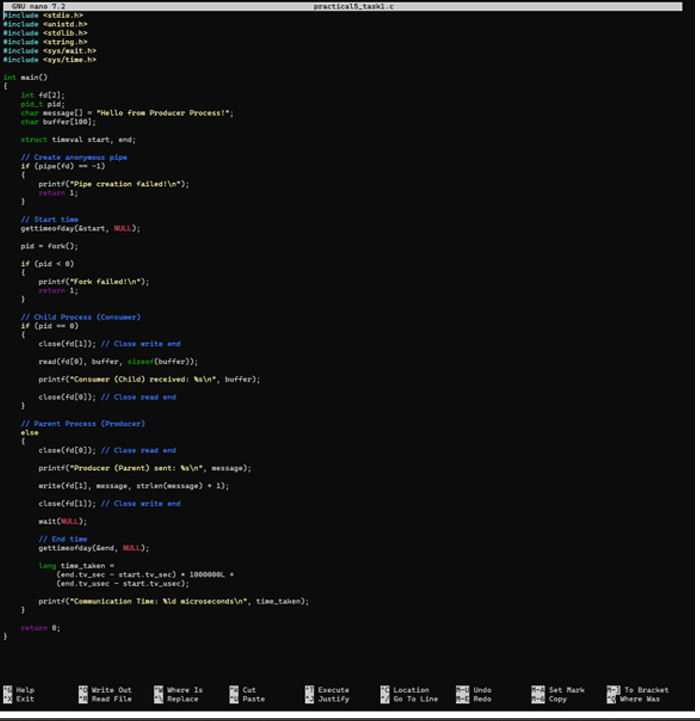 GNU nano 7.2 practical5_task1.c
#include <stdio.h>
#include <unistd.h>
#include <stdlib.h>
#include <string.h>
#include <sys/wait.h>
#include <sys/time.h>
int main()
{
int fd[2];
pid_t pid;
char message[] = "Hello from Producer Process!";
char buffer[100];
struct timeval start, end;
// Create anonymous pipe
if (pipe(fd) == -1)
{
printf("Pipe creation failed!\n");
return 1;
}
// Start time
gettimeofday(&start, NULL);
pid = fork();
if (pid < 0)
{
printf("Fork failed!\n");
return 1;
}
// Child Process (Consumer)
if (pid == 0)
{
close(fd[1]); // Close write end
read(fd[0], buffer, sizeof(buffer));
printf("Consumer (Child) received: %s\n", buffer);
close(fd[0]); // Close read end
}
// Parent Process (Producer)
else
{
close(fd[0]); // Close read end
printf("Producer (Parent) sent: %s\n", message);
write(fd[1], message, strlen(message) + 1);
close(fd[1]); // Close write end
wait(NULL);
// End time
gettimeofday(&end, NULL);
long time_taken =
(end.tv_sec - start.tv_sec) * 1000000L +
(end.tv_usec - start.tv_usec);
printf("Communication Time: %ld microseconds\n", time_taken);
}
return 0;
}
^G Help ^O Write Out ^W Where Is ^K Cut ^T Execute ^C Location M-U Undo M-A Set Mark M-] To Bracket
^X Exit ^R Read File ^\ Replace ^U Paste ^J Justify ^/ Go To Line M-E Redo M-6 Copy ^Q Where Was